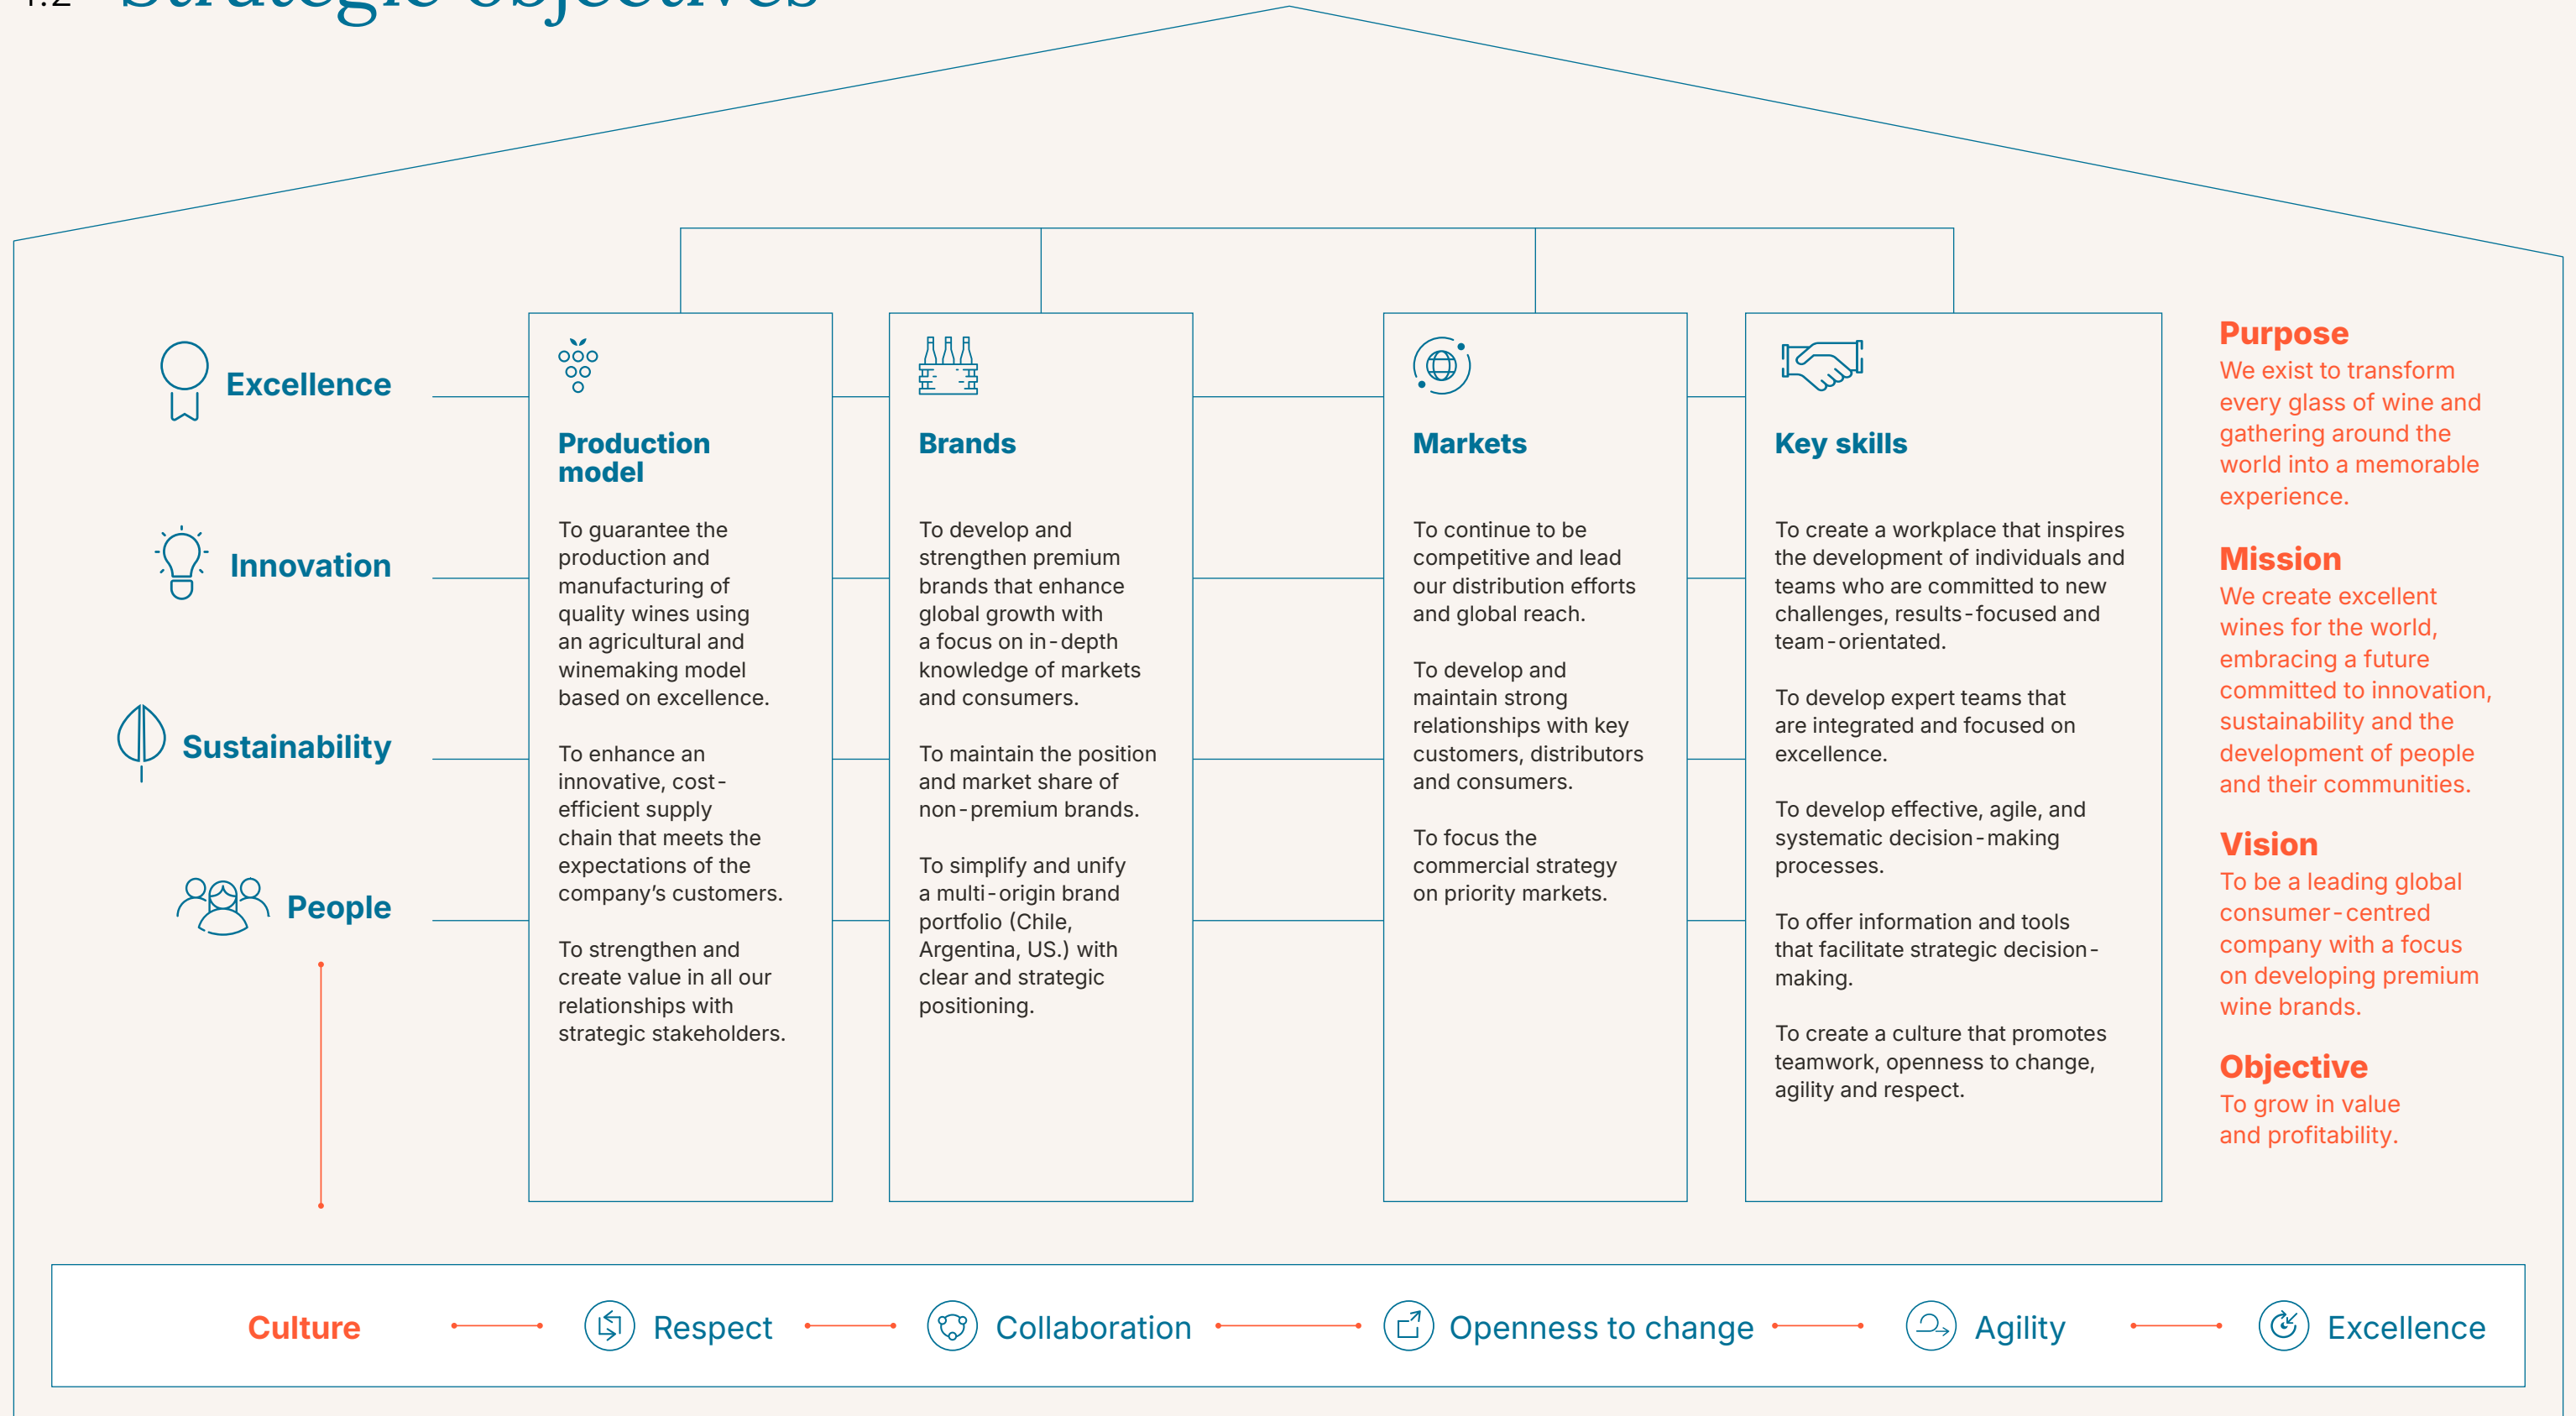 Strategic objectives
Excellence
Innovation
Sustainability
People
Production
model
To guarantee the
production and
manufacturing of
quality wines using
an agricultural and
winemaking model
based on excellence.
To enhance an
innovative, cost-
efficient supply
chain that meets the
expectations of the
company’s customers.
To strengthen and
create value in all our
relationships with
strategic stakeholders.
Brands
To develop and
strengthen premium
brands that enhance
global growth with
a focus on in-depth
knowledge of markets
and consumers.
To maintain the position
and market share of
non-premium brands.
To simplify and unify
a multi-origin brand
portfolio (Chile,
Argentina, US.) with
clear and strategic
positioning.
Markets
To continue to be
competitive and lead
our distribution efforts
and global reach.
To develop and
maintain strong
relationships with key
customers, distributors
and consumers.
To focus the
commercial strategy
on priority markets.
Key skills
To create a workplace that inspires
the development of individuals and
teams who are committed to new
challenges, results-focused and
team-orientated.
To develop expert teams that
are integrated and focused on
excellence.
To develop effective, agile, and
systematic decision-making
processes.
To offer information and tools
that facilitate strategic decision-
making.
To create a culture that promotes
teamwork, openness to change,
agility and respect.
Purpose
We exist to transform
every glass of wine and
gathering around the
world into a memorable
experience.
Mission
We create excellent
wines for the world,
embracing a future
committed to innovation,
sustainability and the
development of people
and their communities.
Vision
To be a leading global
consumer-centred
company with a focus
on developing premium
wine brands.
Objective
To grow in value
and profitability.
Culture
Respect
Collaboration
Openness to change
Agility
Excellence